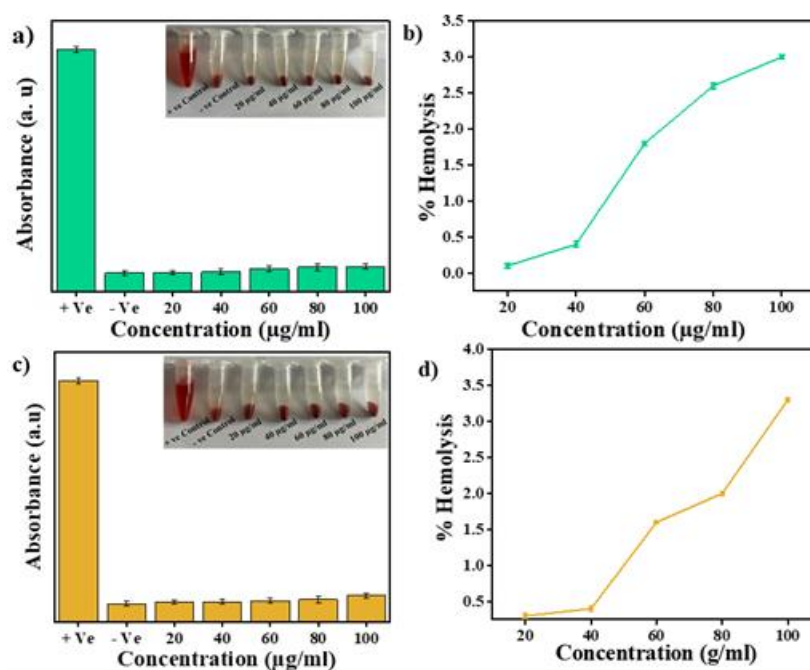 a)
Absorbance (a. u)
+ ve Control
- ve Control
20 µg/ml
40 µg/ml
60 µg/ml
80 µg/ml
100 µg/ml
+ Ve
- Ve
20
40
60
80
100
Concentration (µg/ml)
b)
% Hemolysis
3.5
3.0
2.5
2.0
1.5
1.0
0.5
0.0
20
40
60
80
100
Concentration (µg/ml)
c)
Absorbance (a.u)
+ ve Control
- ve Control
20 µg/ml
40 µg/ml
60 µg/ml
80 µg/ml
100 µg/ml
+ Ve
- Ve
20
40
60
80
100
Concentration (µg/ml)
d)
% Hemolysis
4.0
3.5
3.0
2.5
2.0
1.5
1.0
0.5
20
40
60
80
100
Concentration (g/ml)